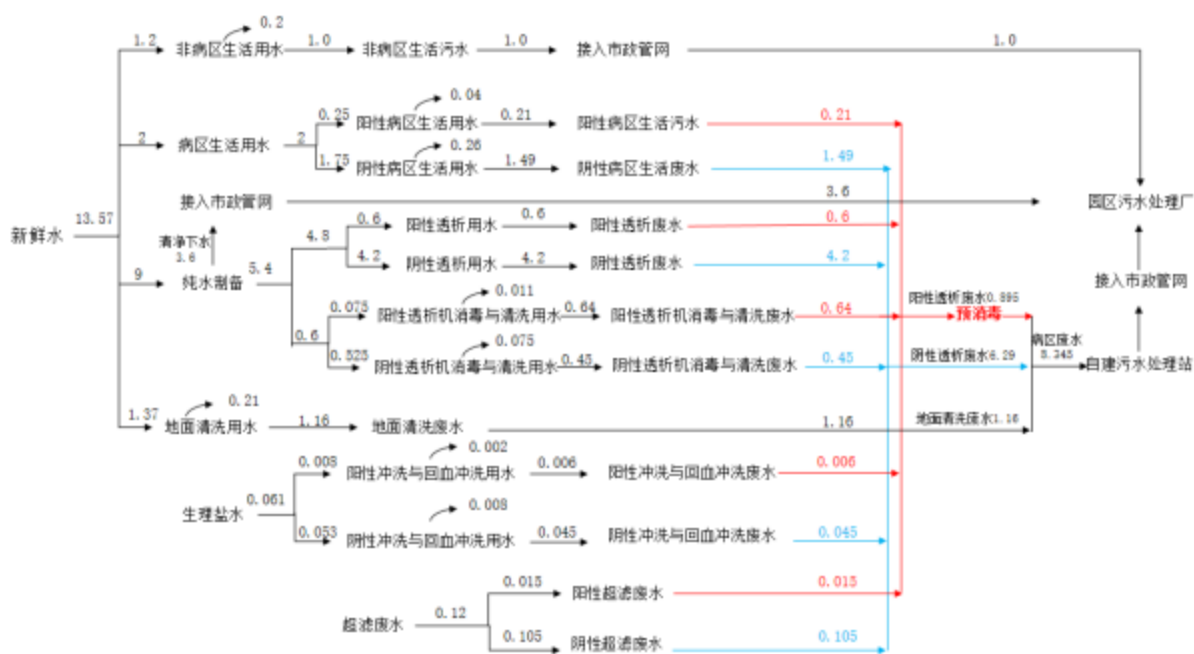 0.2
1.2 非病区生活用水 1.0 非病区生活污水 1.0 接入市政管网 1.0
0.04
0.25 阳性病区生活用水 0.21 阳性病区生活污水 0.21
2 病区生活用水 2
0.26
1.75 阴性病区生活用水 1.49 阴性病区生活废水 1.49
接入市政管网 3.6 园区污水处理厂
新鲜水 13.57
清净下水
3.6
0.6 阳性透析用水 0.6 阳性透析废水 0.6
4.8
4.2 阴性透析用水 4.2 阴性透析废水 4.2
9 纯水制备 5.4
接入市政管网
0.011
0.075 阳性透析机消毒与清洗用水 0.64 阳性透析机消毒与清洗废水 0.64
阳性透析废水0.895
预消毒
0.6
0.075
0.525 阴性透析机消毒与清洗用水 0.45 阴性透析机消毒与清洗废水 0.45
阴性透析废水6.29
病区废水
8.345
自建污水处理站
0.21
1.37 地面清洗用水 1.16 地面清洗废水 1.16
地面清洗废水1.16
0.002
0.008 阳性冲洗与回血冲洗用水 0.006 阳性冲洗与回血冲洗废水 0.006
生理盐水 0.061
0.008
0.053 阴性冲洗与回血冲洗用水 0.045 阴性冲洗与回血冲洗废水 0.045
0.015 阳性超滤废水 0.015
超滤废水 0.12
0.105 阴性超滤废水 0.105